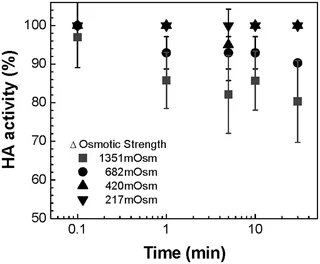 100
90
80
70
60
50
HA activity (%)
Δ Osmotic Strength
1351mOsm
682mOsm
420mOsm
217mOsm
0.1
1
10
Time (min)